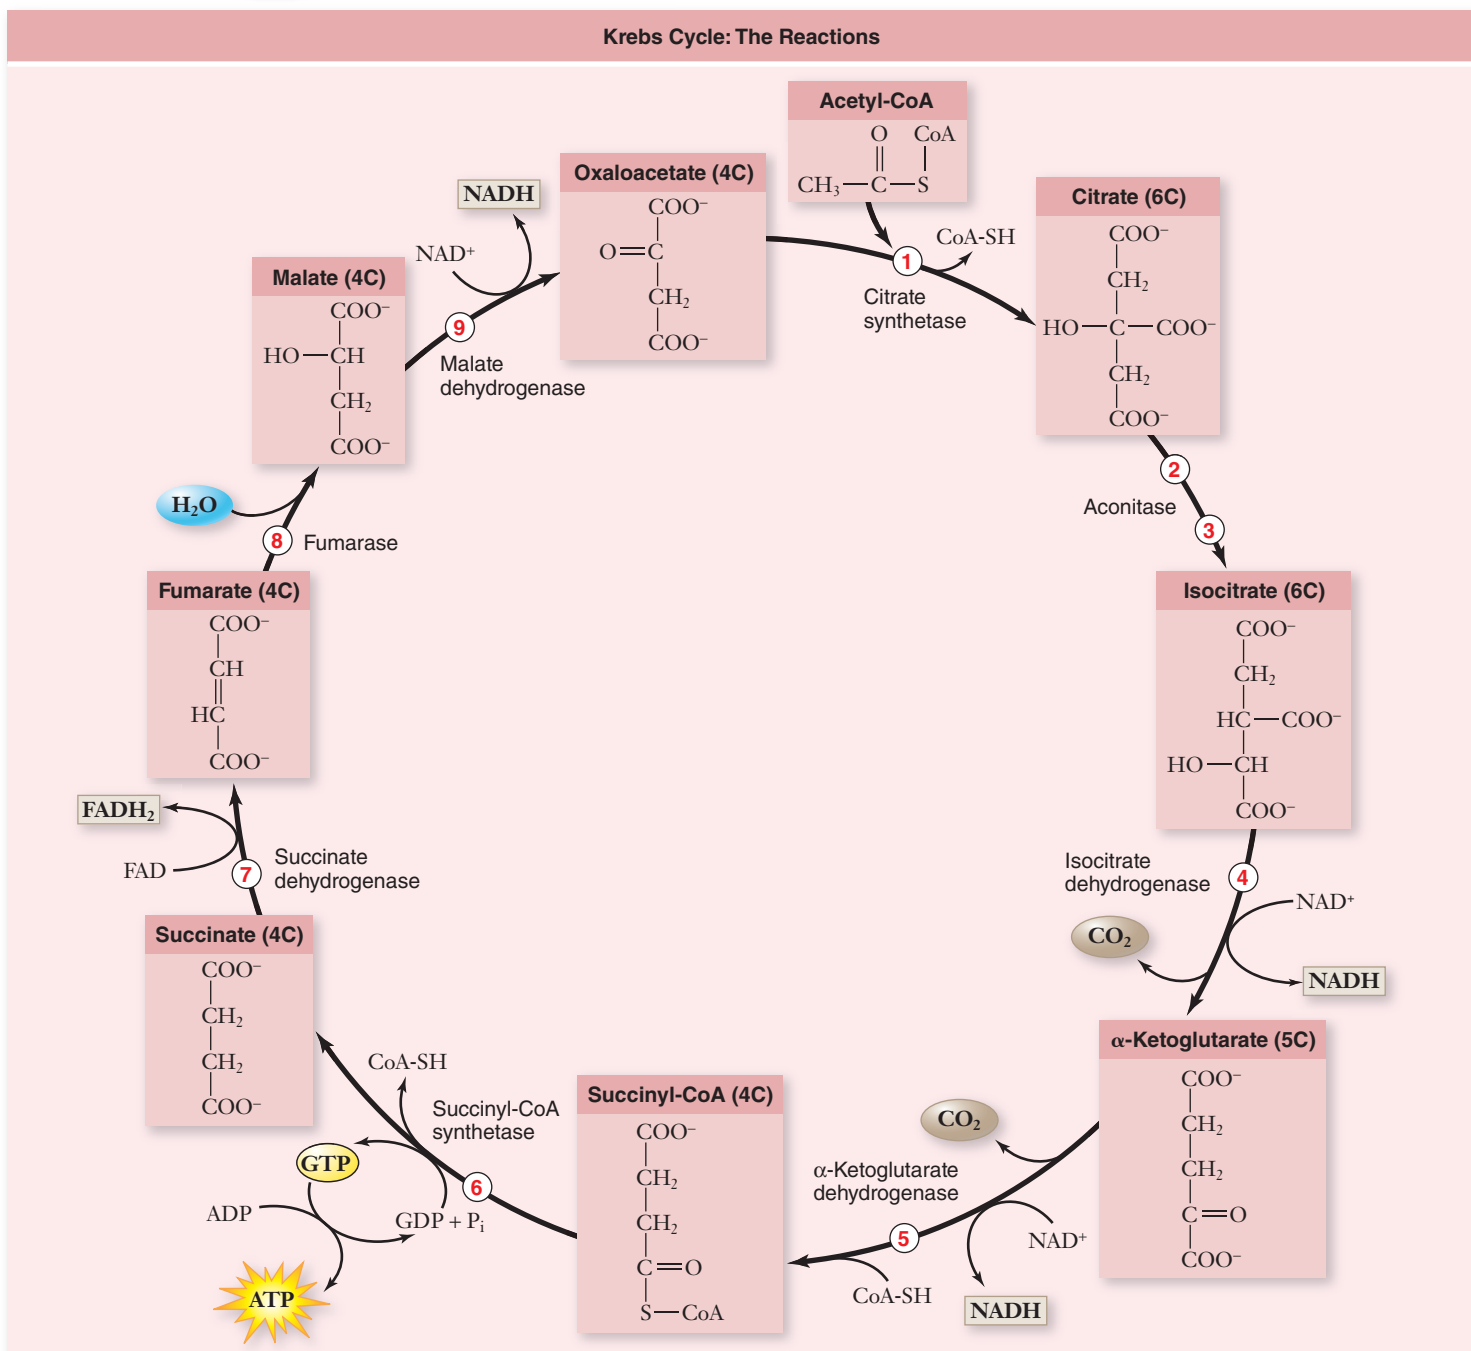 Krebs Cycle: The Reactions
Acetyl-CoA
O CoA
CH₃—C—S
Oxaloacetate (4C)
COO⁻
O=C
CH₂
COO⁻
1
CoA-SH
Citrate
synthetase
Citrate (6C)
COO⁻
CH₂
HO—C—COO⁻
CH₂
COO⁻
2
Aconitase
3
Isocitrate (6C)
COO⁻
CH₂
HC—COO⁻
HO—CH
COO⁻
Isocitrate
dehydrogenase
4
NAD⁺
CO₂
NADH
α-Ketoglutarate (5C)
COO⁻
CH₂
CH₂
C=O
COO⁻
CO₂
α-Ketoglutarate
dehydrogenase
5
NAD⁺
CoA-SH
NADH
Succinyl-CoA (4C)
COO⁻
CH₂
CH₂
C=O
S—CoA
CoA-SH
Succinyl-CoA
synthetase
6
GTP
GDP + Pᵢ
ADP
ATP
Succinate (4C)
COO⁻
CH₂
CH₂
COO⁻
Succinate
dehydrogenase
7
FADH₂
FAD
Fumarate (4C)
COO⁻
CH
HC
COO⁻
8
Fumarase
H₂O
Malate (4C)
COO⁻
HO—CH
CH₂
COO⁻
9
Malate
dehydrogenase
NAD⁺
NADH